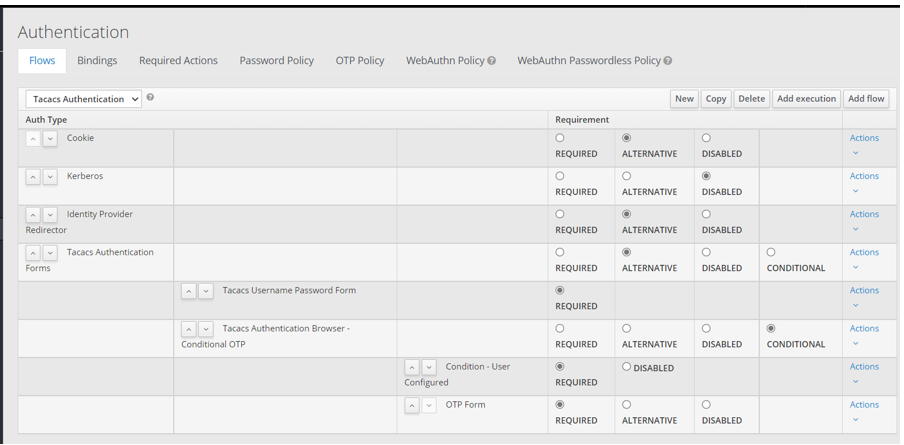 Authentication
Flows Bindings Required Actions Password Policy OTP Policy WebAuthn Policy ? WebAuthn Passwordless Policy ?
Tacacs Authentication ? New Copy Delete Add execution Add flow
Auth Type Requirement
Cookie REQUIRED ALTERNATIVE DISABLED Actions
Kerberos REQUIRED ALTERNATIVE DISABLED Actions
Identity Provider
Redirector REQUIRED ALTERNATIVE DISABLED Actions
Tacacs Authentication
Forms REQUIRED ALTERNATIVE DISABLED CONDITIONAL Actions
Tacacs Username Password Form REQUIRED Actions
Tacacs Authentication Browser -
Conditional OTP REQUIRED ALTERNATIVE DISABLED CONDITIONAL Actions
Condition - User
Configured REQUIRED DISABLED Actions
OTP Form REQUIRED ALTERNATIVE DISABLED Actions